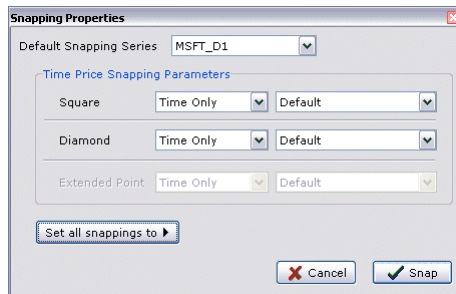 Snapping Properties
Default Snapping Series MSFT_D1
Time Price Snapping Parameters
Square Time Only Default
Diamond Time Only Default
Extended Point Time Only Default
Set all snappings to
Cancel Snap